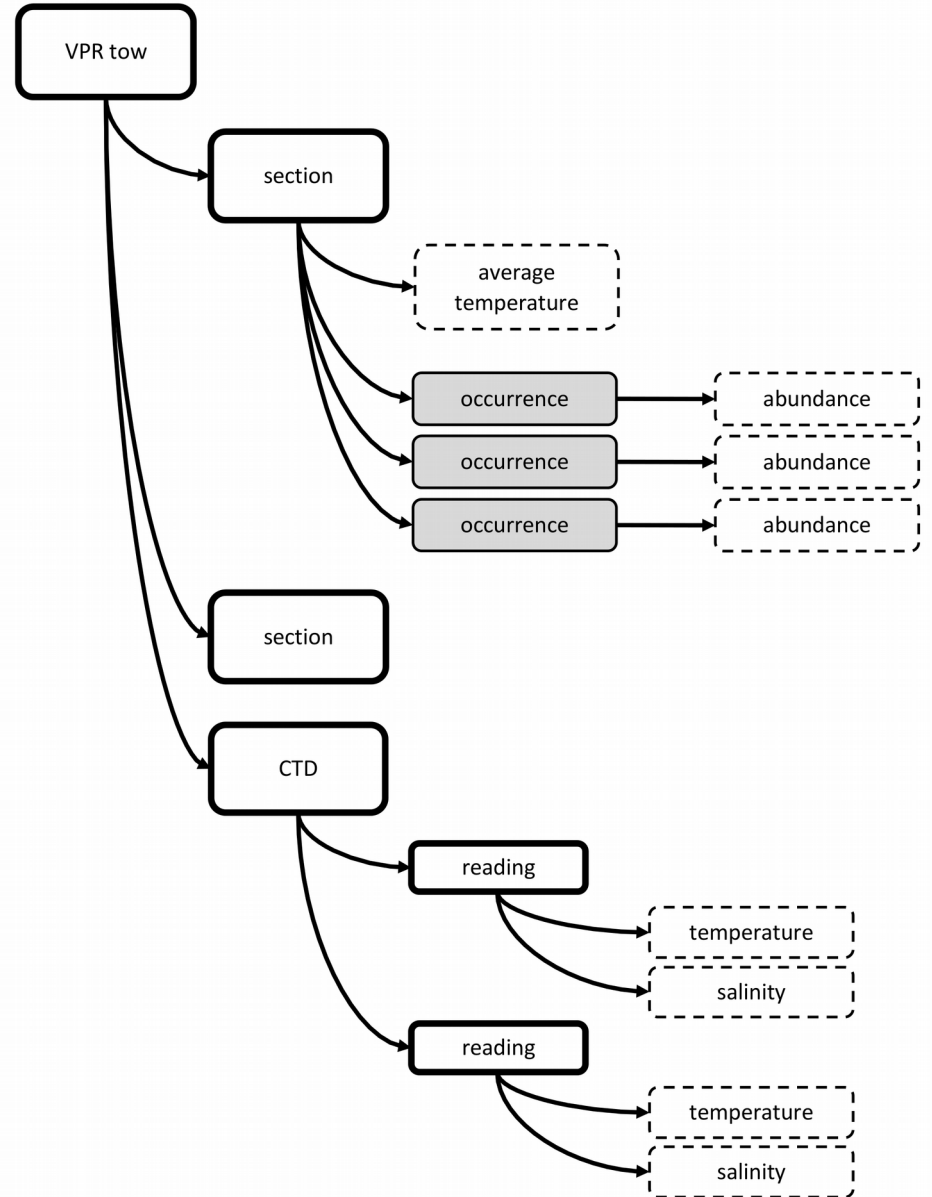 VPR tow
section
average
temperature
occurrence
abundance
occurrence
abundance
occurrence
abundance
section
CTD
reading
temperature
salinity
reading
temperature
salinity